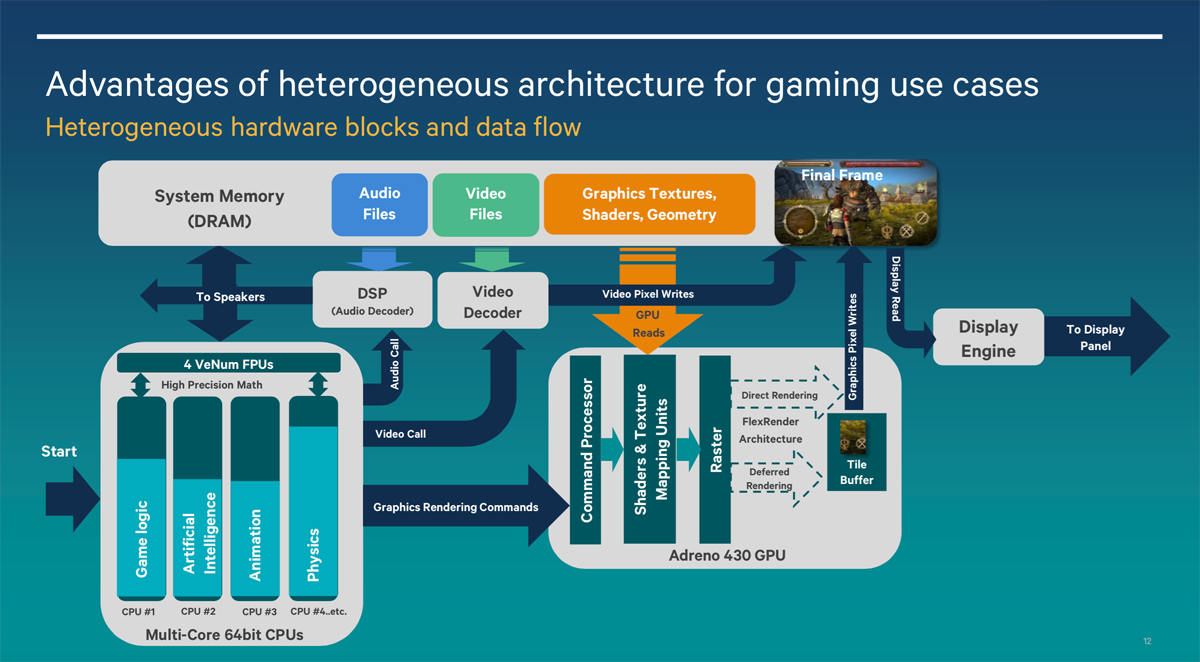 Advantages of heterogeneous architecture for gaming use cases
Heterogeneous hardware blocks and data flow
System Memory
(DRAM)
Audio
Files
Video
Files
Graphics Textures,
Shaders, Geometry
Final Frame
To Speakers
DSP
(Audio Decoder)
Video
Decoder
Video Pixel Writes
GPU
Reads
Graphics Pixel Writes
Display Read
Display
Engine
To Display
Panel
4 VeNum FPUs
High Precision Math
Audio Call
Video Call
Start
Game logic
Artificial
Intelligence
Animation
Physics
CPU #1
CPU #2
CPU #3
CPU #4..etc.
Multi-Core 64bit CPUs
Graphics Rendering Commands
Command Processor
Shaders & Texture
Mapping Units
Raster
Direct Rendering
FlexRender
Architecture
Deferred
Rendering
Tile
Buffer
Adreno 430 GPU
12